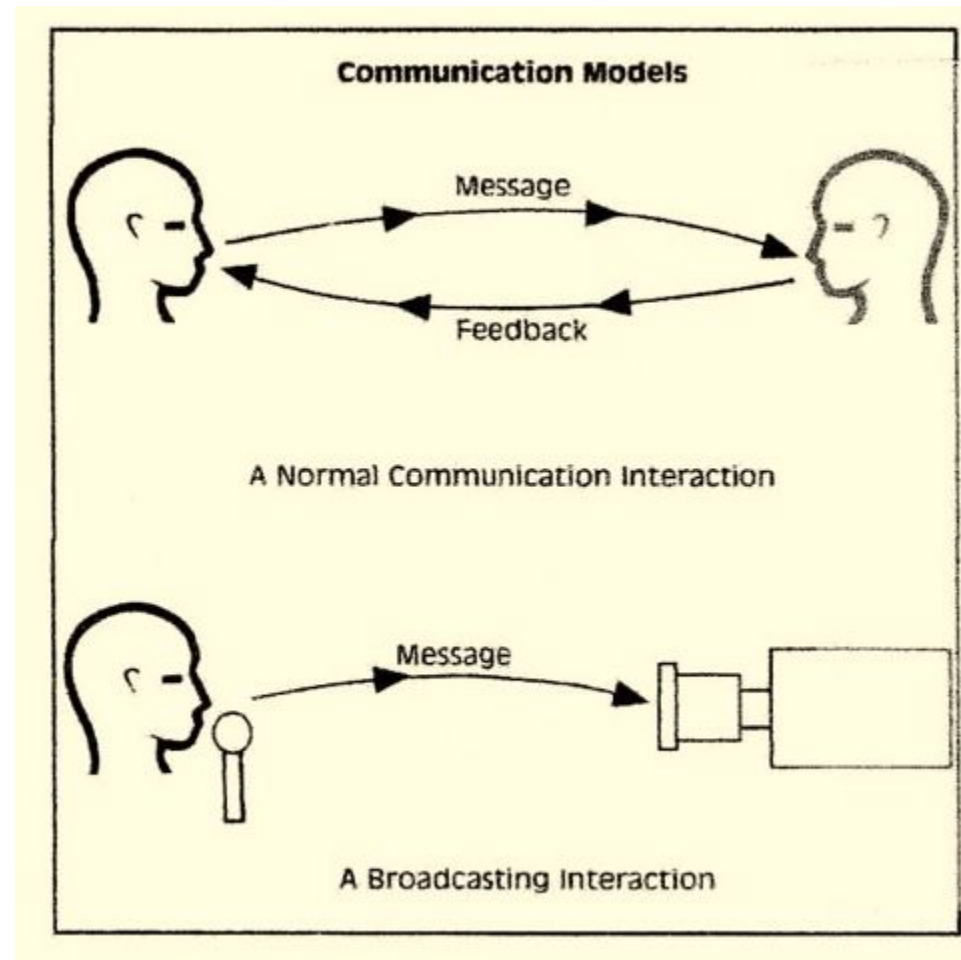 Communication Models
Message
Feedback
A Normal Communication Interaction
Message
A Broadcasting Interaction